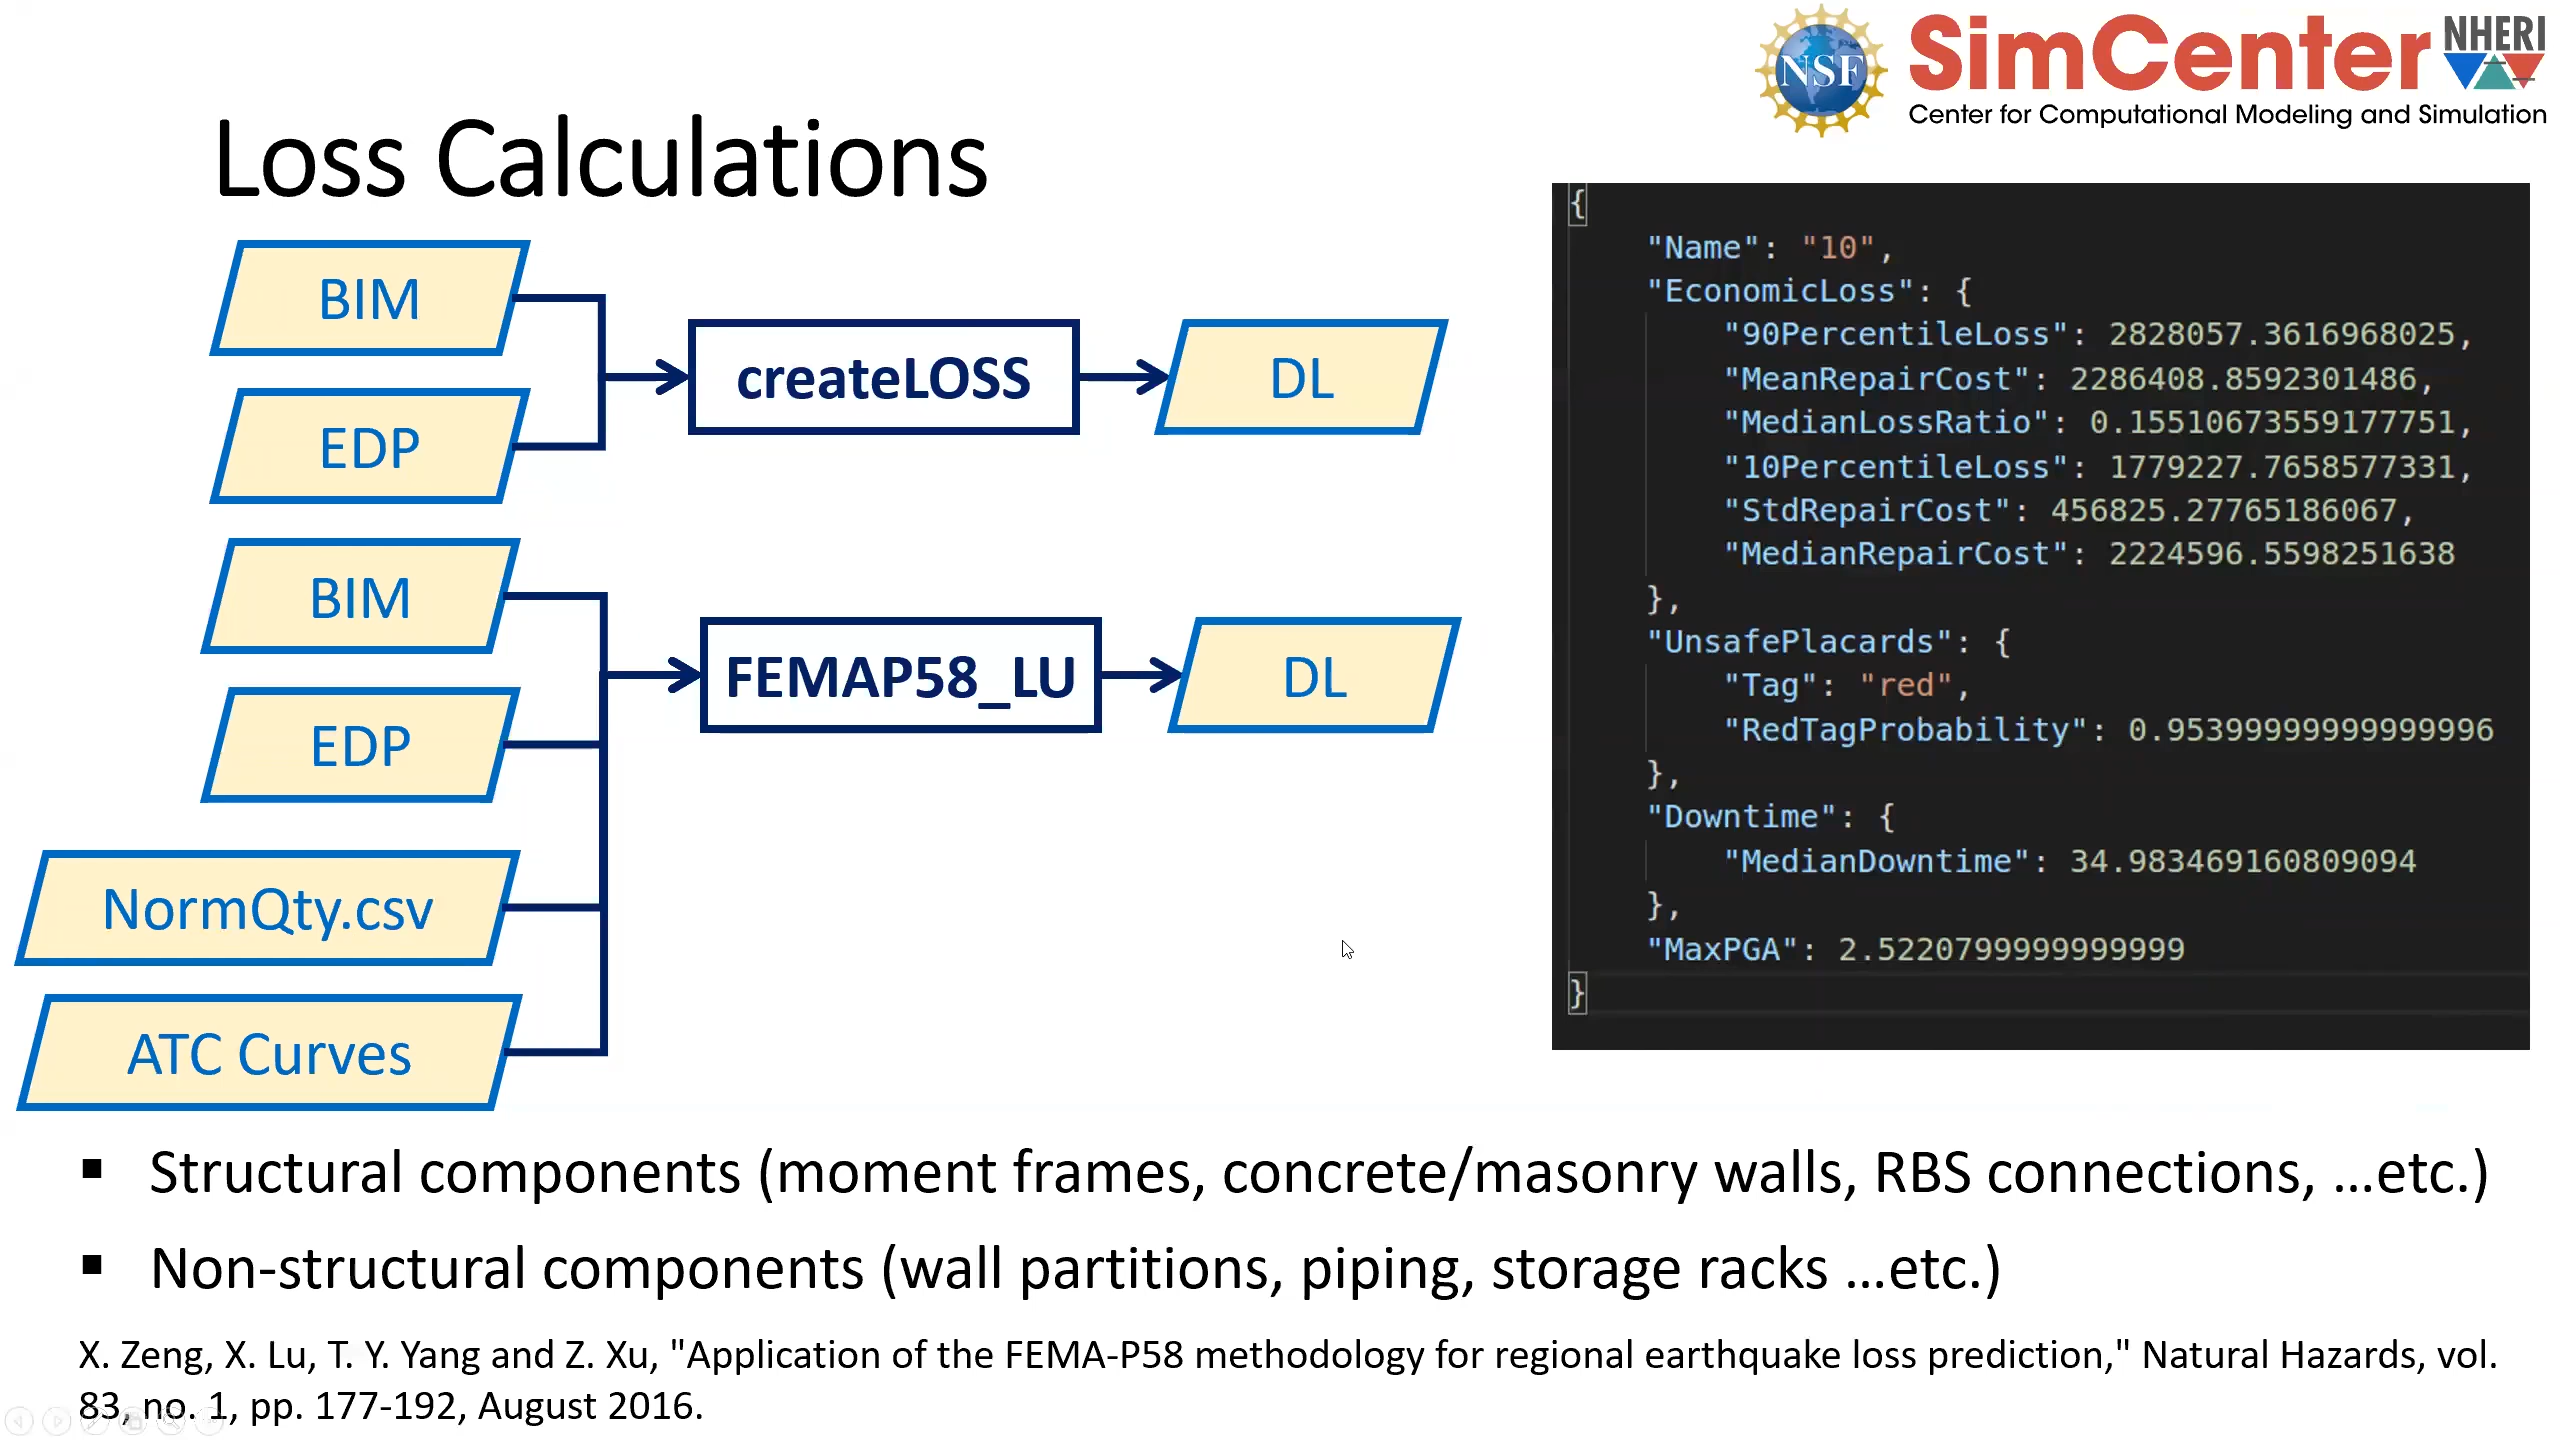 NSF
SimCenter
NHERI
Center for Computational Modeling and Simulation
Loss Calculations
BIM
EDP
createLOSS
DL
BIM
EDP
NormQty.csv
ATC Curves
FEMAP58_LU
DL
{
"Name": "10",
"EconomicLoss": {
"90PercentileLoss": 2828057.3616968025,
"MeanRepairCost": 2286408.8592301486,
"MedianLossRatio": 0.15510673559177751,
"10PercentileLoss": 1779227.7658577331,
"StdRepairCost": 456825.27765186067,
"MedianRepairCost": 2224596.5598251638
},
"UnsafePlacards": {
"Tag": "red",
"RedTagProbability": 0.95399999999999996
},
"Downtime": {
"MedianDowntime": 34.983469160809094
},
"MaxPGA": 2.5220799999999999
}
▪ Structural components (moment frames, concrete/masonry walls, RBS connections, …etc.)
▪ Non-structural components (wall partitions, piping, storage racks …etc.)
X. Zeng, X. Lu, T. Y. Yang and Z. Xu, "Application of the FEMA-P58 methodology for regional earthquake loss prediction," Natural Hazards, vol.
83, no. 1, pp. 177-192, August 2016.